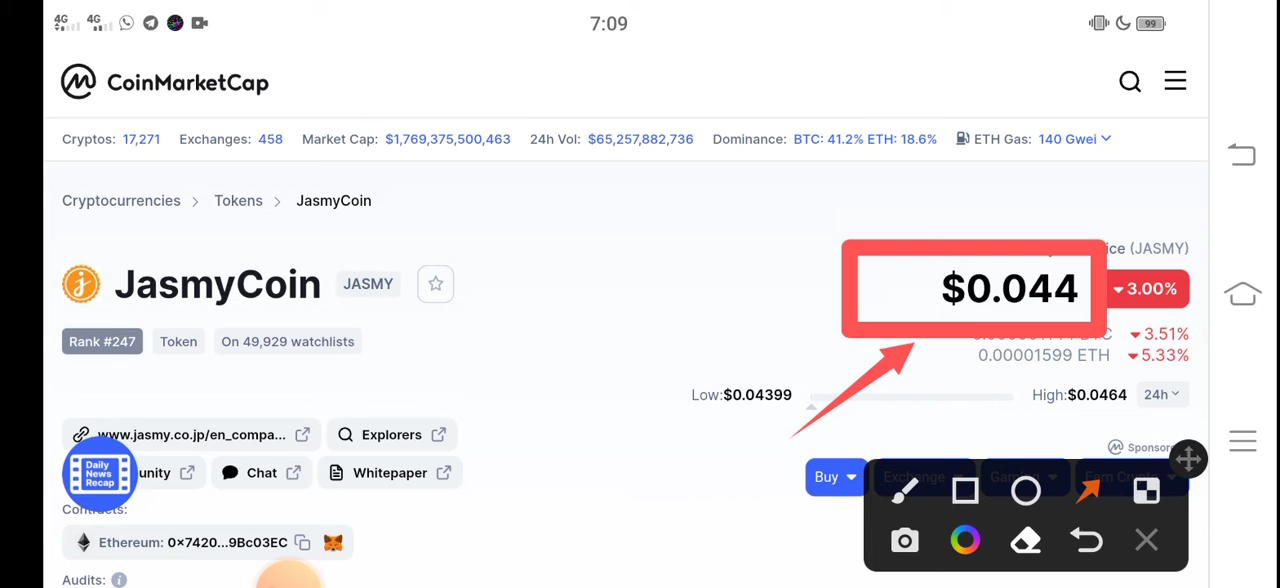 4G 4G 7:09 99
CoinMarketCap
Cryptos: 17,271 Exchanges: 458 Market Cap: $1,769,375,500,463 24h Vol: $65,257,882,736 Dominance: BTC: 41.2% ETH: 18.6% ETH Gas: 140 Gwei
Cryptocurrencies > Tokens > JasmyCoin
ice (JASMY)
JasmyCoin JASMY $0.044 3.00%
Rank #247 Token On 49,929 watchlists
BTC 3.51%
0.00001599 ETH 5.33%
Low:$0.04399 High:$0.0464 24h
www.jasmy.co.jp/en_compa... Explorers
Sponsor
Daily News Recap
unity Chat Whitepaper
Buy Exchange Earn Crypto
Contracts:
Ethereum: 0x7420...9Bc03EC
Audits: